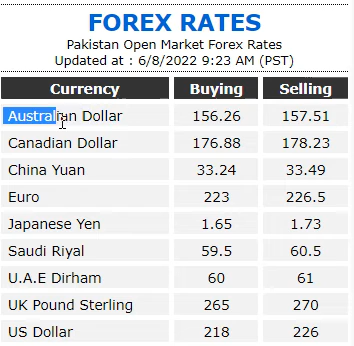 FOREX RATES
Pakistan Open Market Forex Rates
Updated at : 6/8/2022 9:23 AM (PST)
Currency Buying Selling
Australian Dollar 156.26 157.51
Canadian Dollar 176.88 178.23
China Yuan 33.24 33.49
Euro 223 226.5
Japanese Yen 1.65 1.73
Saudi Riyal 59.5 60.5
U.A.E Dirham 60 61
UK Pound Sterling 265 270
US Dollar 218 226